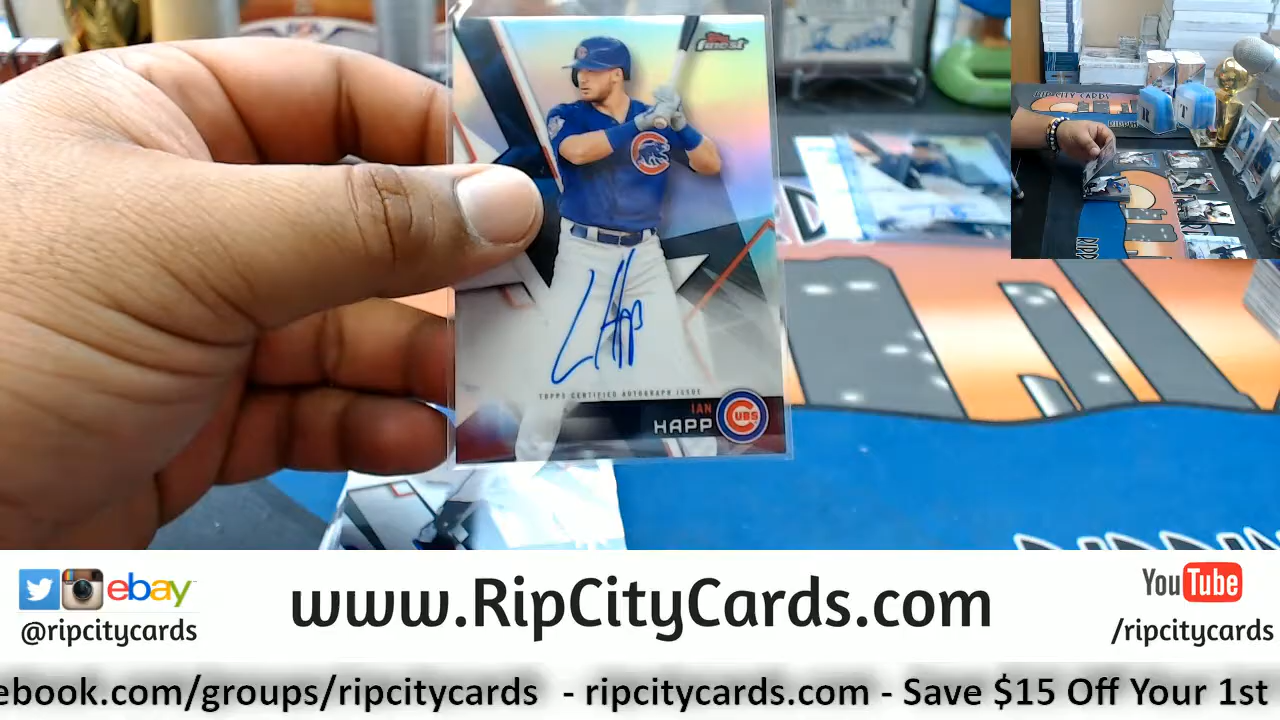 Topps
finest
TOPPS CERTIFIED AUTOGRAPH ISSUE
IAN
HAPP
CUBS
RIP CITY CARDS
ebay
@ripcitycards
www.RipCityCards.com
YouTube
/ripcitycards
ebook.com/groups/ripcitycards - ripcitycards.com - Save $15 Off Your 1st